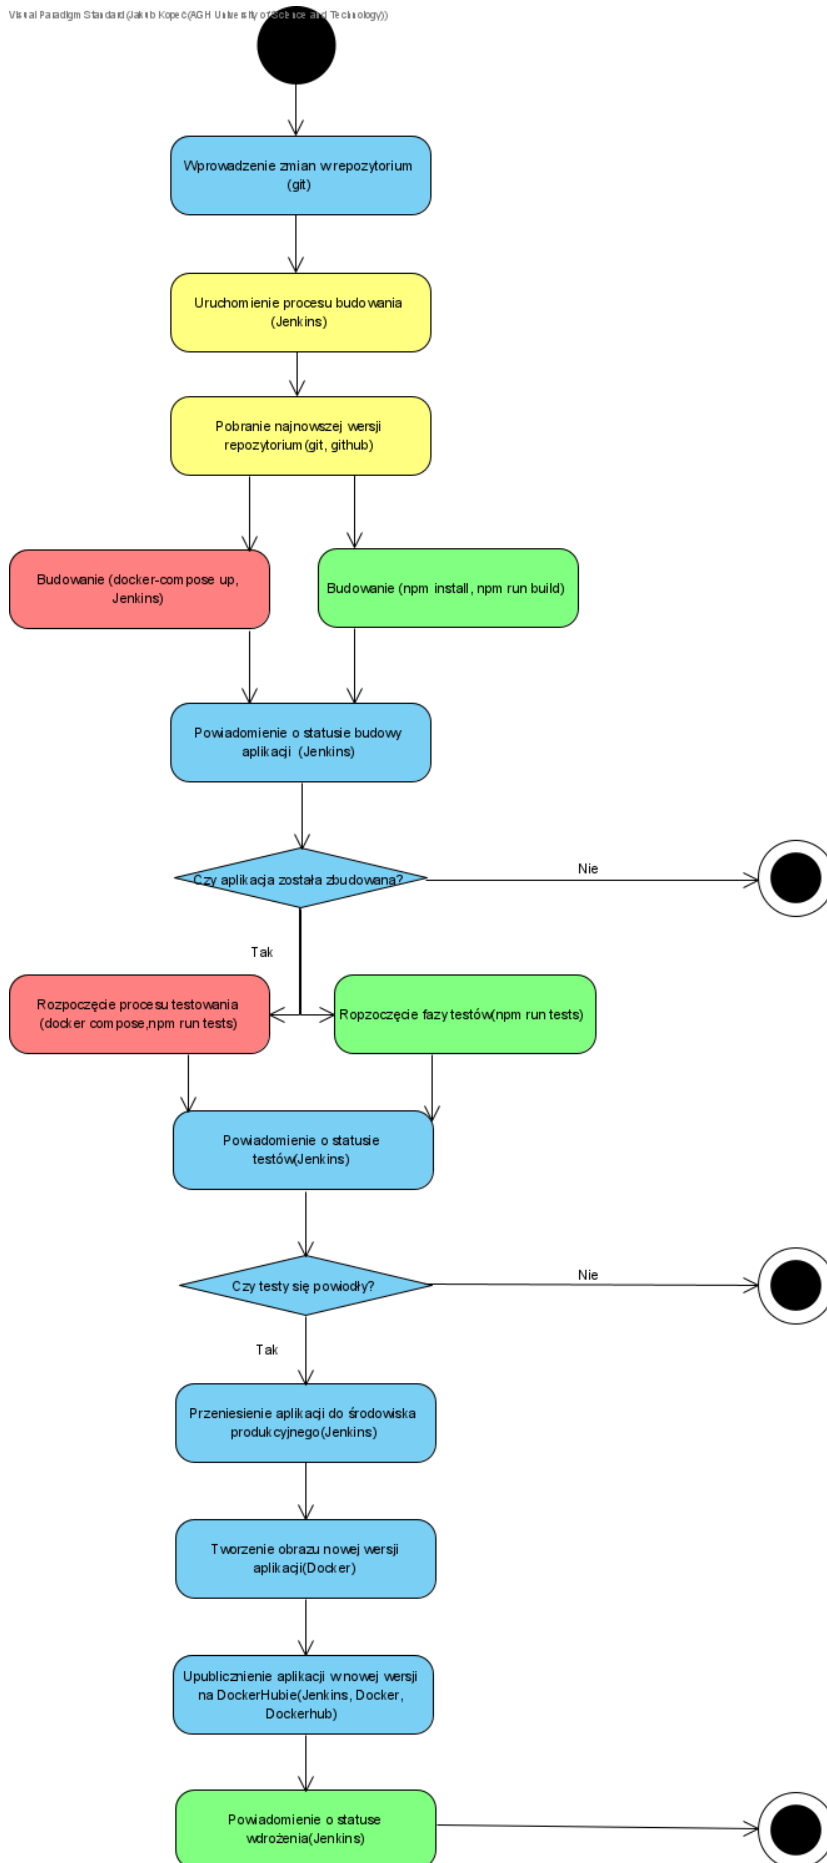 Visual Paradigm Standard(Jakub Kopeć(AGH University of Science and Technology))
Wprowadzenie zmian w repozytorium
(git)
Uruchomienie procesu budowania
(Jenkins)
Pobranie najnowszej wersji
repozytorium (git, github)
Budowanie (docker-compose up,
Jenkins)
Budowanie (npm install, npm run build)
Powiadomienie o statusie budowy
aplikacji (Jenkins)
Czy aplikacja została zbudowana?
Nie
Tak
Rozpoczęcie procesu testowania
(docker compose,npm run tests)
Ropzoczęcie fazy testów(npm run tests)
Powiadomienie o statusie
testów(Jenkins)
Czy testy się powiodły?
Nie
Tak
Przeniesienie aplikacji do środowiska
produkcyjnego(Jenkins)
Tworzenie obrazu nowej wersji
aplikacji(Docker)
Upublicznienie aplikacji w nowej wersji
na DockerHubie(Jenkins, Docker,
Dockerhub)
Powiadomienie o statuse
wdrożenia(Jenkins)